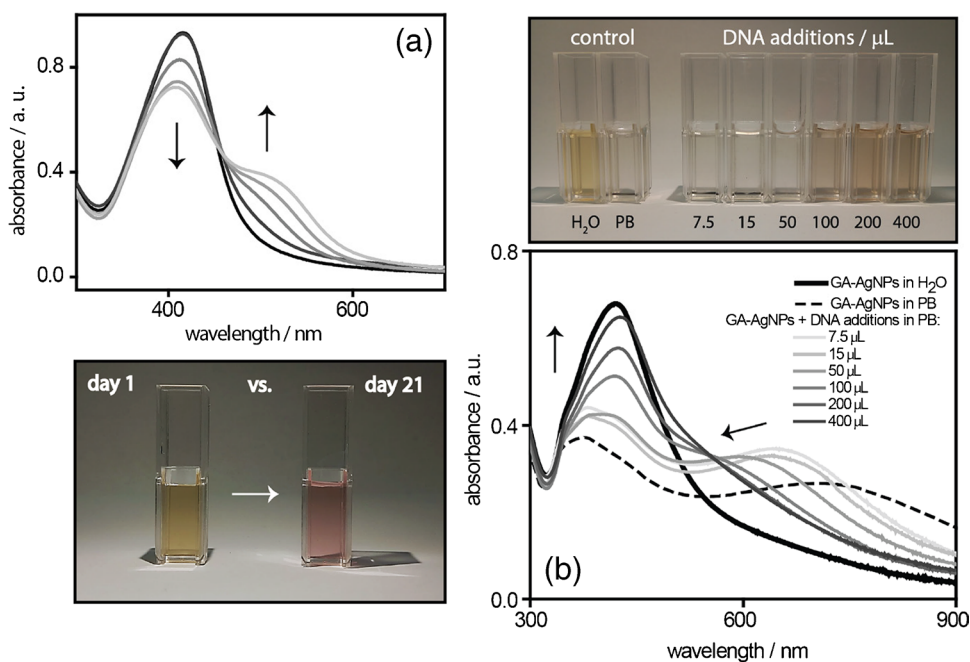 (a)
absorbance / a. u.
0.8
0.4
0.0
400
600
wavelength / nm
day 1
vs.
day 21
control
DNA additions / µL
H₂O
PB
7.5
15
50
100
200
400
absorbance / a.u.
0.8
0.4
0.0
GA-AgNPs in H₂O
GA-AgNPs in PB
GA-AgNPs + DNA additions in PB:
7.5 µL
15 µL
50 µL
100 µL
200 µL
400 µL
(b)
300
600
900
wavelength / nm